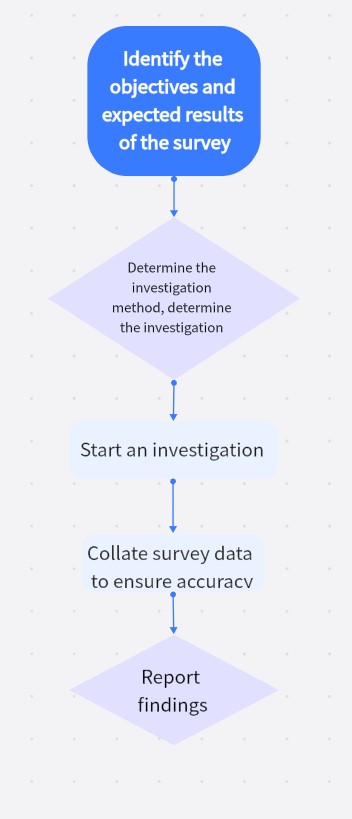 Identify the
objectives and
expected results
of the survey
Determine the
investigation
method, determine
the investigation
Start an investigation
Collate survey data
to ensure accuracy
Report
findings